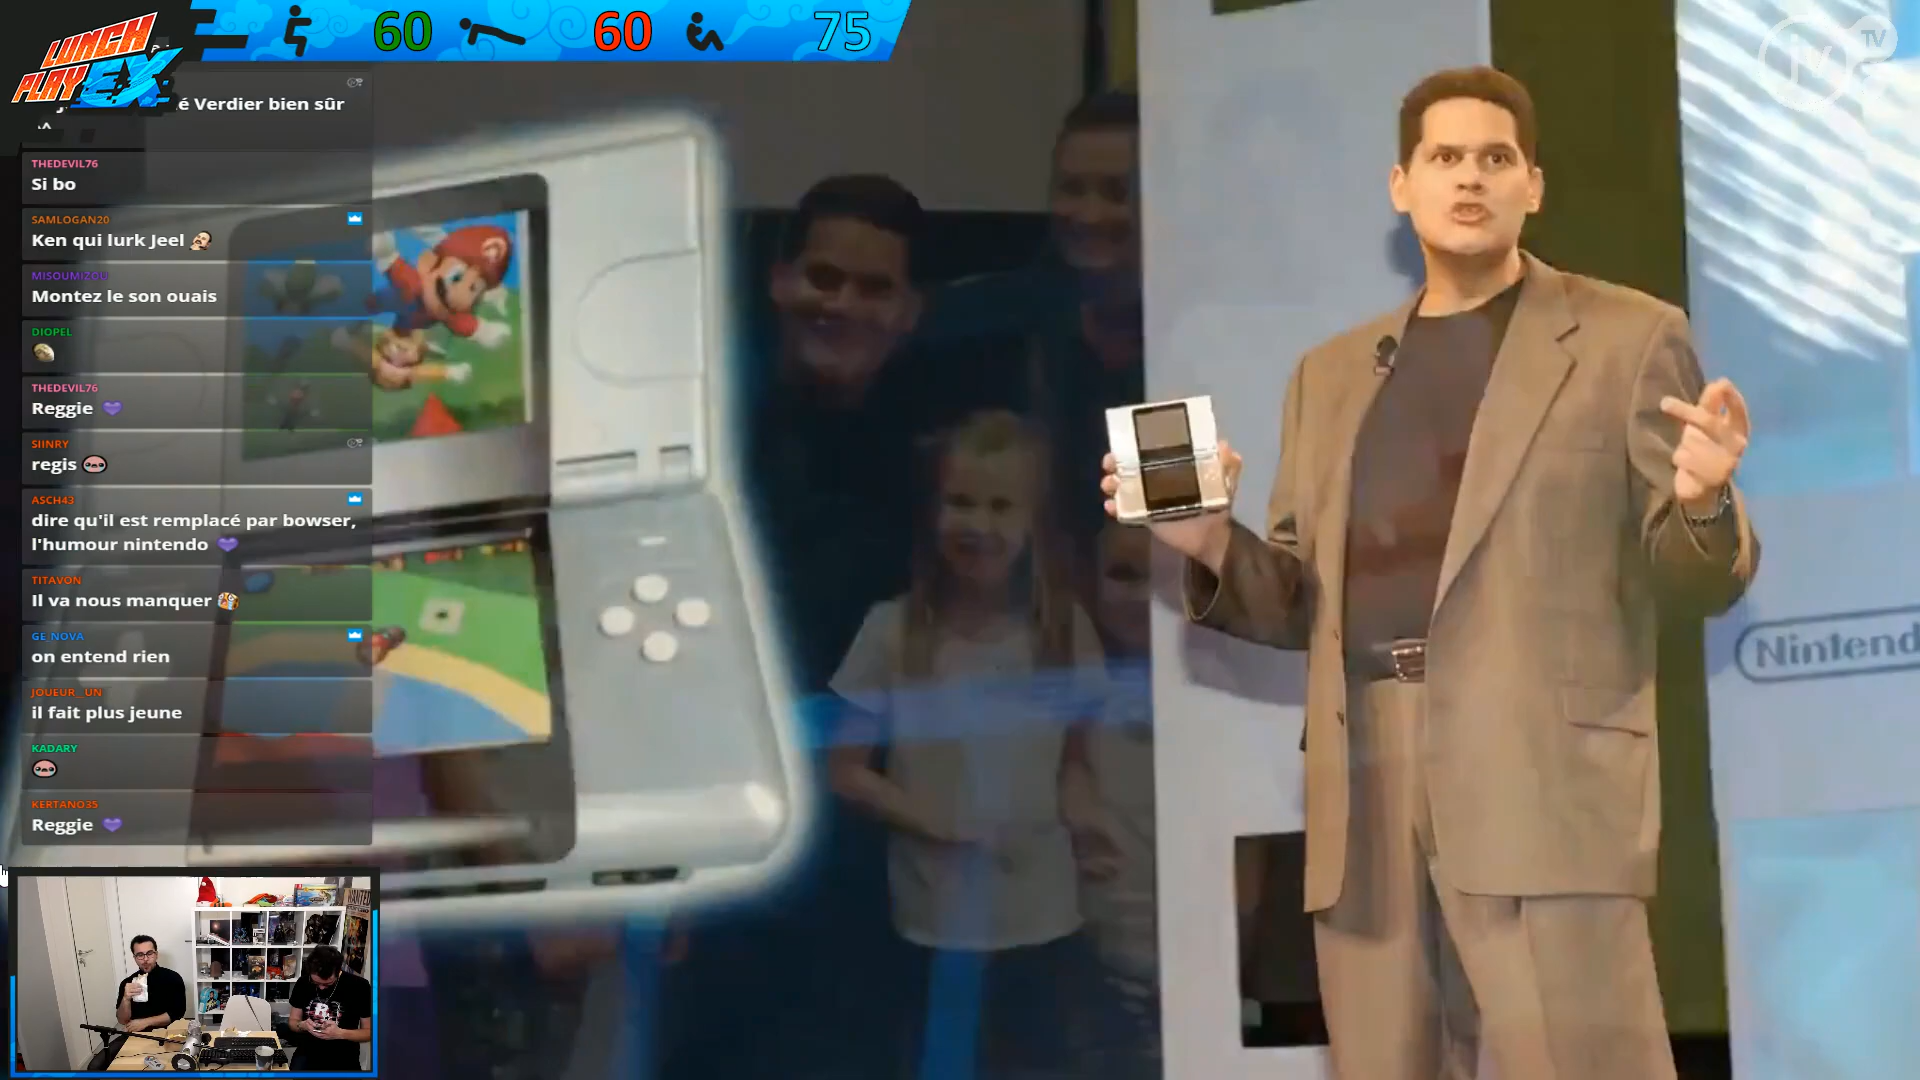 LUNCH
PLAY EX
60
60
75
jv
TV
é Verdier bien sûr
^^
THEDEVIL76
Si bo
SAMLOGAN20
Ken qui lurk Jeel
MISOUMIZOU
Montez le son ouais
DIOPEL
THEDEVIL76
Reggie
SIINRY
regis
ASCH43
dire qu'il est remplacé par bowser,
l'humour nintendo
TITAVON
Il va nous manquer
GE_NOVA
on entend rien
JOUEUR_UN
il fait plus jeune
KADARY
KERTANO35
Reggie
Nintend